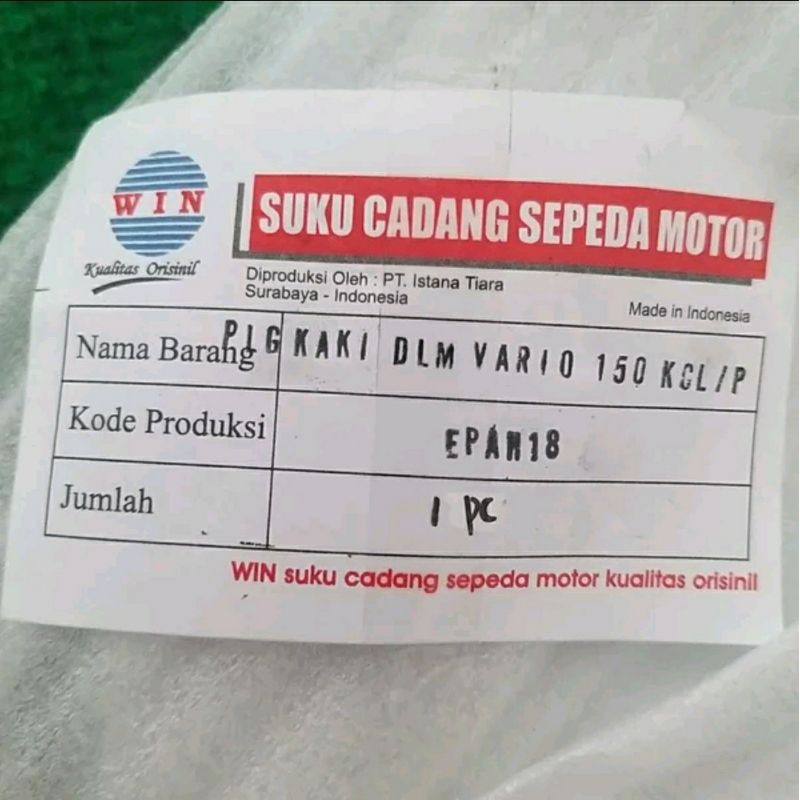 WIN
Kualitas Orisinil
SUKU CADANG SEPEDA MOTOR
Diproduksi Oleh : PT. Istana Tiara
Surabaya - Indonesia
Made in Indonesia
Nama Barang PIG KAKI DLM VARIO 150 KCL/P
Kode Produksi EPAN18
Jumlah 1 pc
WIN suku cadang sepeda motor kualitas orisinil